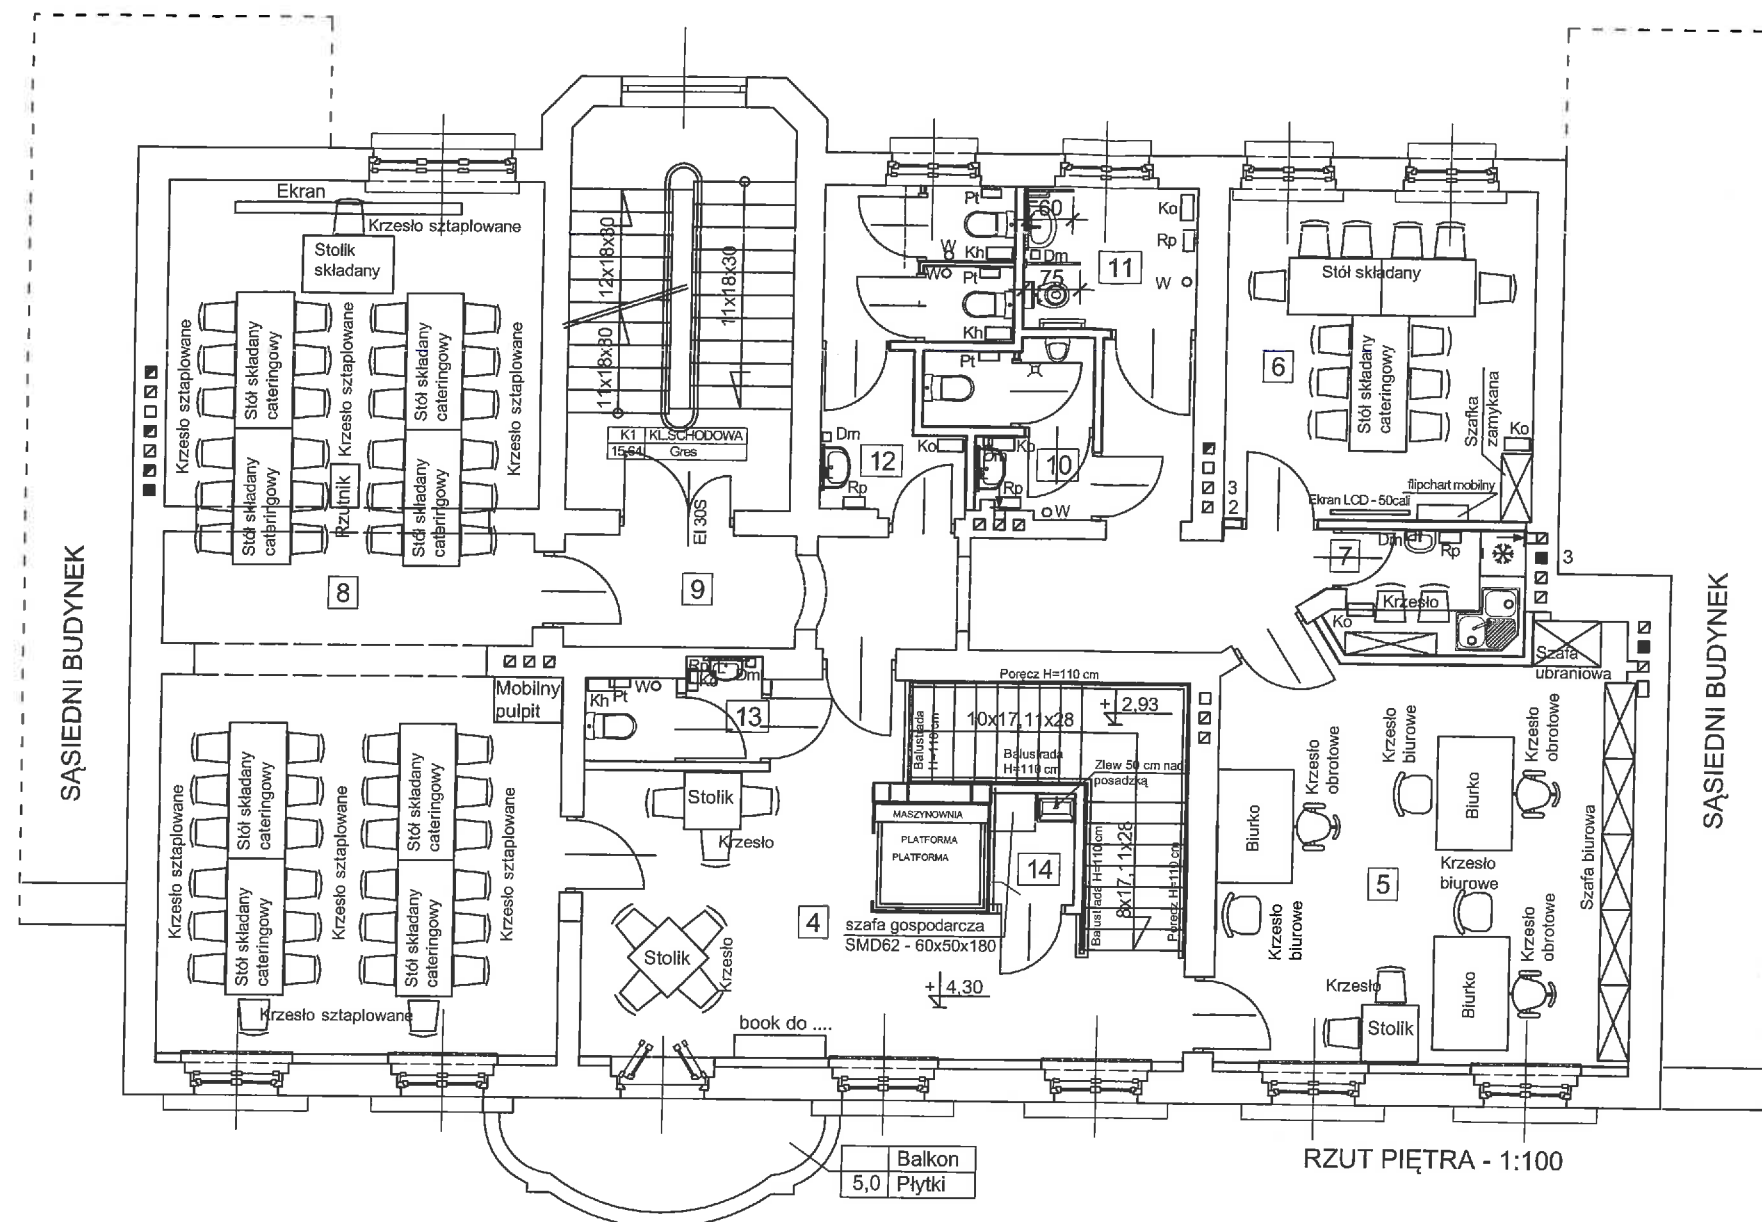 Ekran
Krzesło sztaplowane
Stolik
składany
Krzesło sztaplowane
Stół składany
cateringowy
Krzesło sztaplowane
Stół składany
cateringowy
Krzesło sztaplowane
Stół składany
cateringowy
Rzutnik
Stół składany
cateringowy
8
SĄSIEDNI BUDYNEK
12x18x30
11x18x30
11x18x30
K1 KL.SCHODOWA
15,64 Gres
EI 30S
9
Pt
Kh
W
W
Pt
Kh
Pt
60
Dm
75
11
Ko
Rp
W
Dm
12
Ko
Rp
Ko
Dm
10
Rp
W
3
2
Stół składany
Stół składany
cateringowy
6
Szafka
zamykana
Ko
flipchart mobilny
Ekran LCD - 50cali
7
Dm
Rp
3
Krzesło
Ko
Szafa
ubraniowa
SĄSIEDNI BUDYNEK
Mobilny
pulpit
Kh
Pt
W
Rp
Ko
Dm
13
Poręcz H=110 cm
10x17,11x28
+2,93
Balustrada
H=110cm
Balustrada
H=110 cm
Zlew 50 cm nad
posadzką
MASZYNOWNIA
PLATFORMA
PLATFORMA
14
Balustrada H=110 cm
8x17,11x28
Poręcz H=110 cm
szafa gospodarcza
SMD62 - 60x50x180
4
+4,30
Stolik
Krzesło
Stolik
Krzesło
book do ....
Krzesło sztaplowane
Stół składany
cateringowy
Krzesło sztaplowane
Stół składany
cateringowy
Krzesło sztaplowane
Stół składany
cateringowy
Stół składany
cateringowy
Krzesło sztaplowane
Biurko
Krzesło
obrotowe
Krzesło
biurowe
Krzesło
biurowe
Biurko
Krzesło
obrotowe
5
Krzesło
biurowe
Biurko
Krzesło
obrotowe
Szafa biurowa
Krzesło
Stolik
Balkon
5,0 Płytki
RZUT PIĘTRA - 1:100